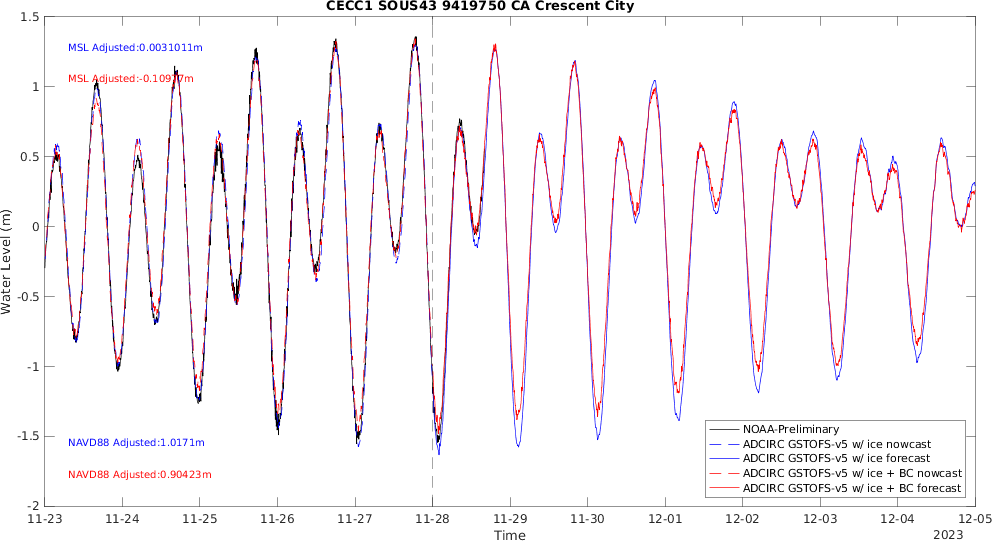 CECC1 SOUS43 9419750 CA Crescent City
1.5
MSL Adjusted:0.0031011m
MSL Adjusted:-0.10977m
1
0.5
0
-0.5
-1
-1.5
-2
Water Level (m)
NAVD88 Adjusted:1.0171m
NAVD88 Adjusted:0.90423m
NOAA-Preliminary
ADCIRC GSTOFS-v5 w/ ice nowcast
ADCIRC GSTOFS-v5 w/ ice forecast
ADCIRC GSTOFS-v5 w/ ice + BC nowcast
ADCIRC GSTOFS-v5 w/ ice + BC forecast
11-23 11-24 11-25 11-26 11-27 11-28 11-29 11-30 12-01 12-02 12-03 12-04 12-05
Time
2023